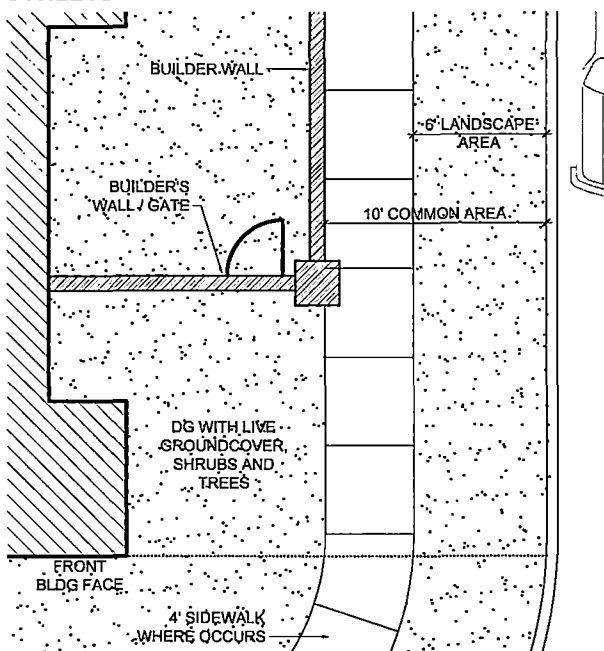 BUILDER WALL
6' LANDSCAPE
AREA
BUILDER'S
WALL / GATE
10' COMMON AREA
DG WITH LIVE
GROUNDCOVER,
SHRUBS AND
TREES
FRONT
BLDG FACE
4' SIDEWALK
WHERE OCCURS